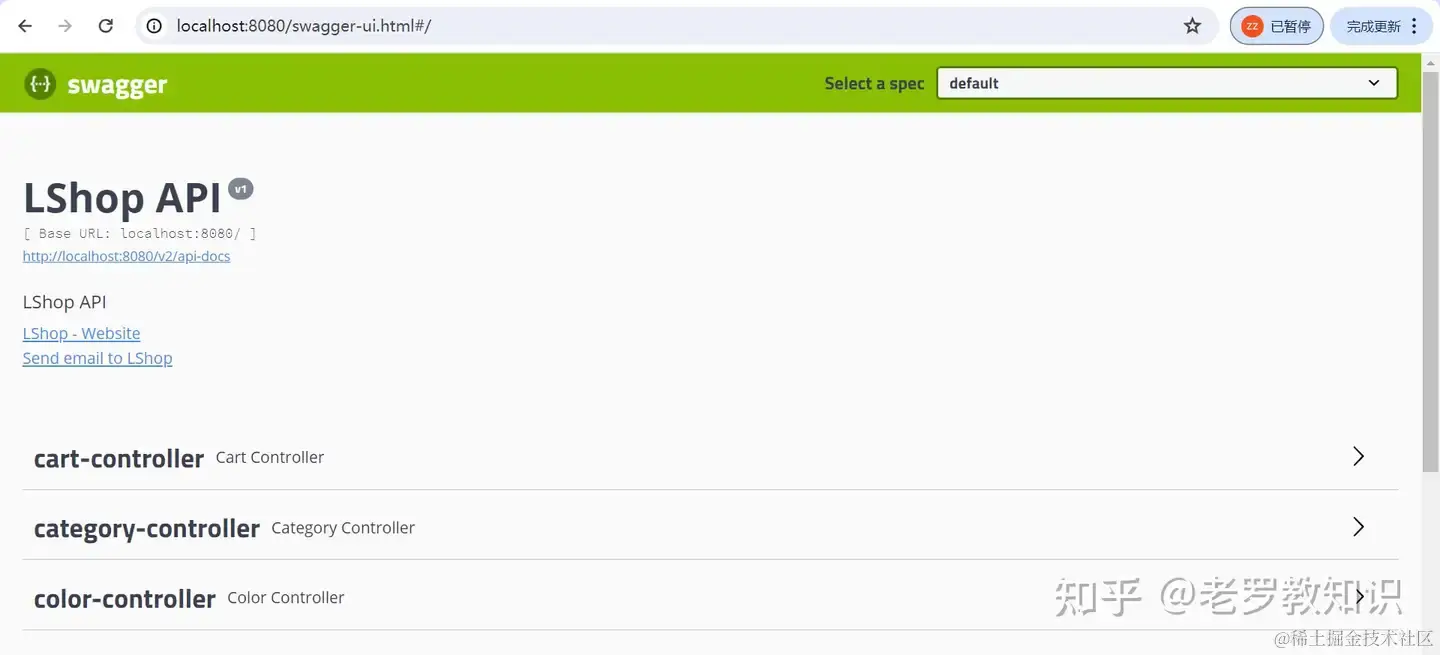 localhost:8080/swagger-ui.html#/
zz 已暂停
完成更新
{··} swagger
Select a spec
default
LShop API v1
[ Base URL: localhost:8080/ ]
http://localhost:8080/v2/api-docs
LShop API
LShop - Website
Send email to LShop
cart-controller Cart Controller
category-controller Category Controller
color-controller Color Controller
知乎 @老罗教知识
@稀土掘金技术社区